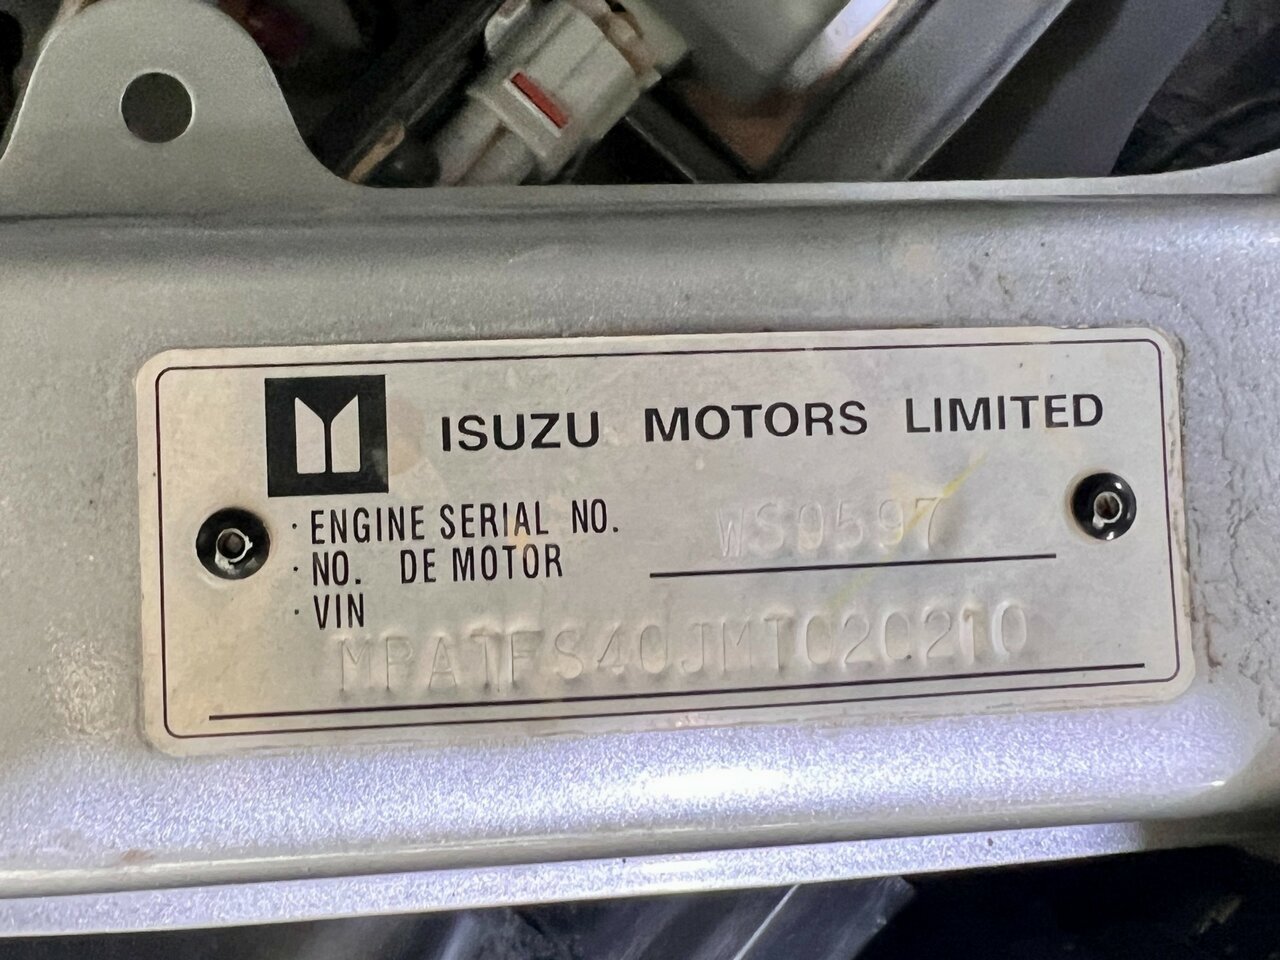 ISUZU MOTORS LIMITED
· ENGINE SERIAL NO. WS0597
· NO. DE MOTOR
· VIN
MPATFS40JMT020210